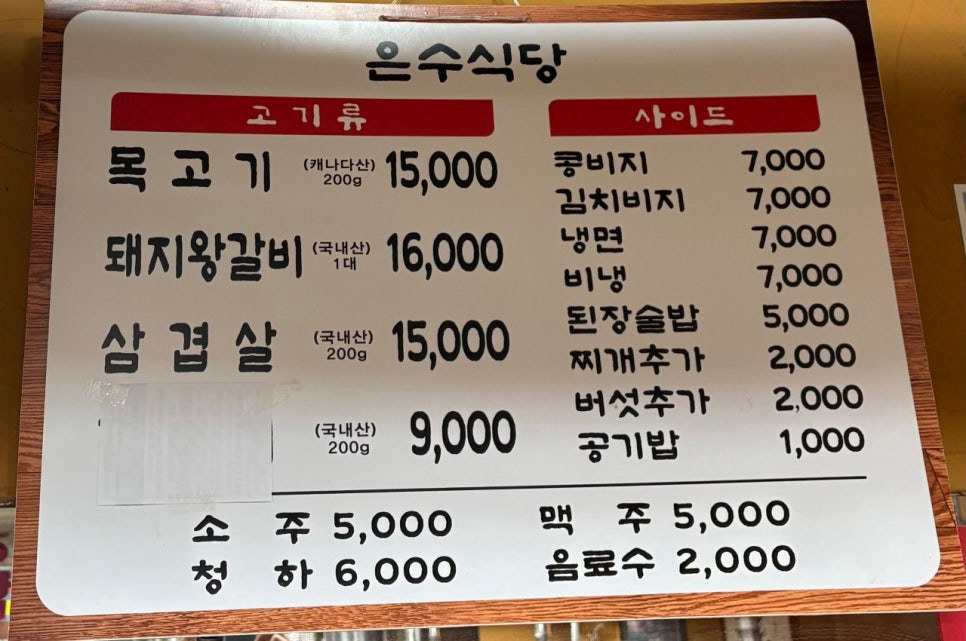 은수식당
고기류
목고기 (캐나다산) 200g 15,000
돼지왕갈비 (국내산) 1대 16,000
삼겹살 (국내산) 200g 15,000
(국내산) 200g 9,000
사이드
콩비지 7,000
김치비지 7,000
냉면 7,000
비냉 7,000
된장술밥 5,000
찌개추가 2,000
버섯추가 2,000
공기밥 1,000
소주 5,000 맥주 5,000
청하 6,000 음료수 2,000